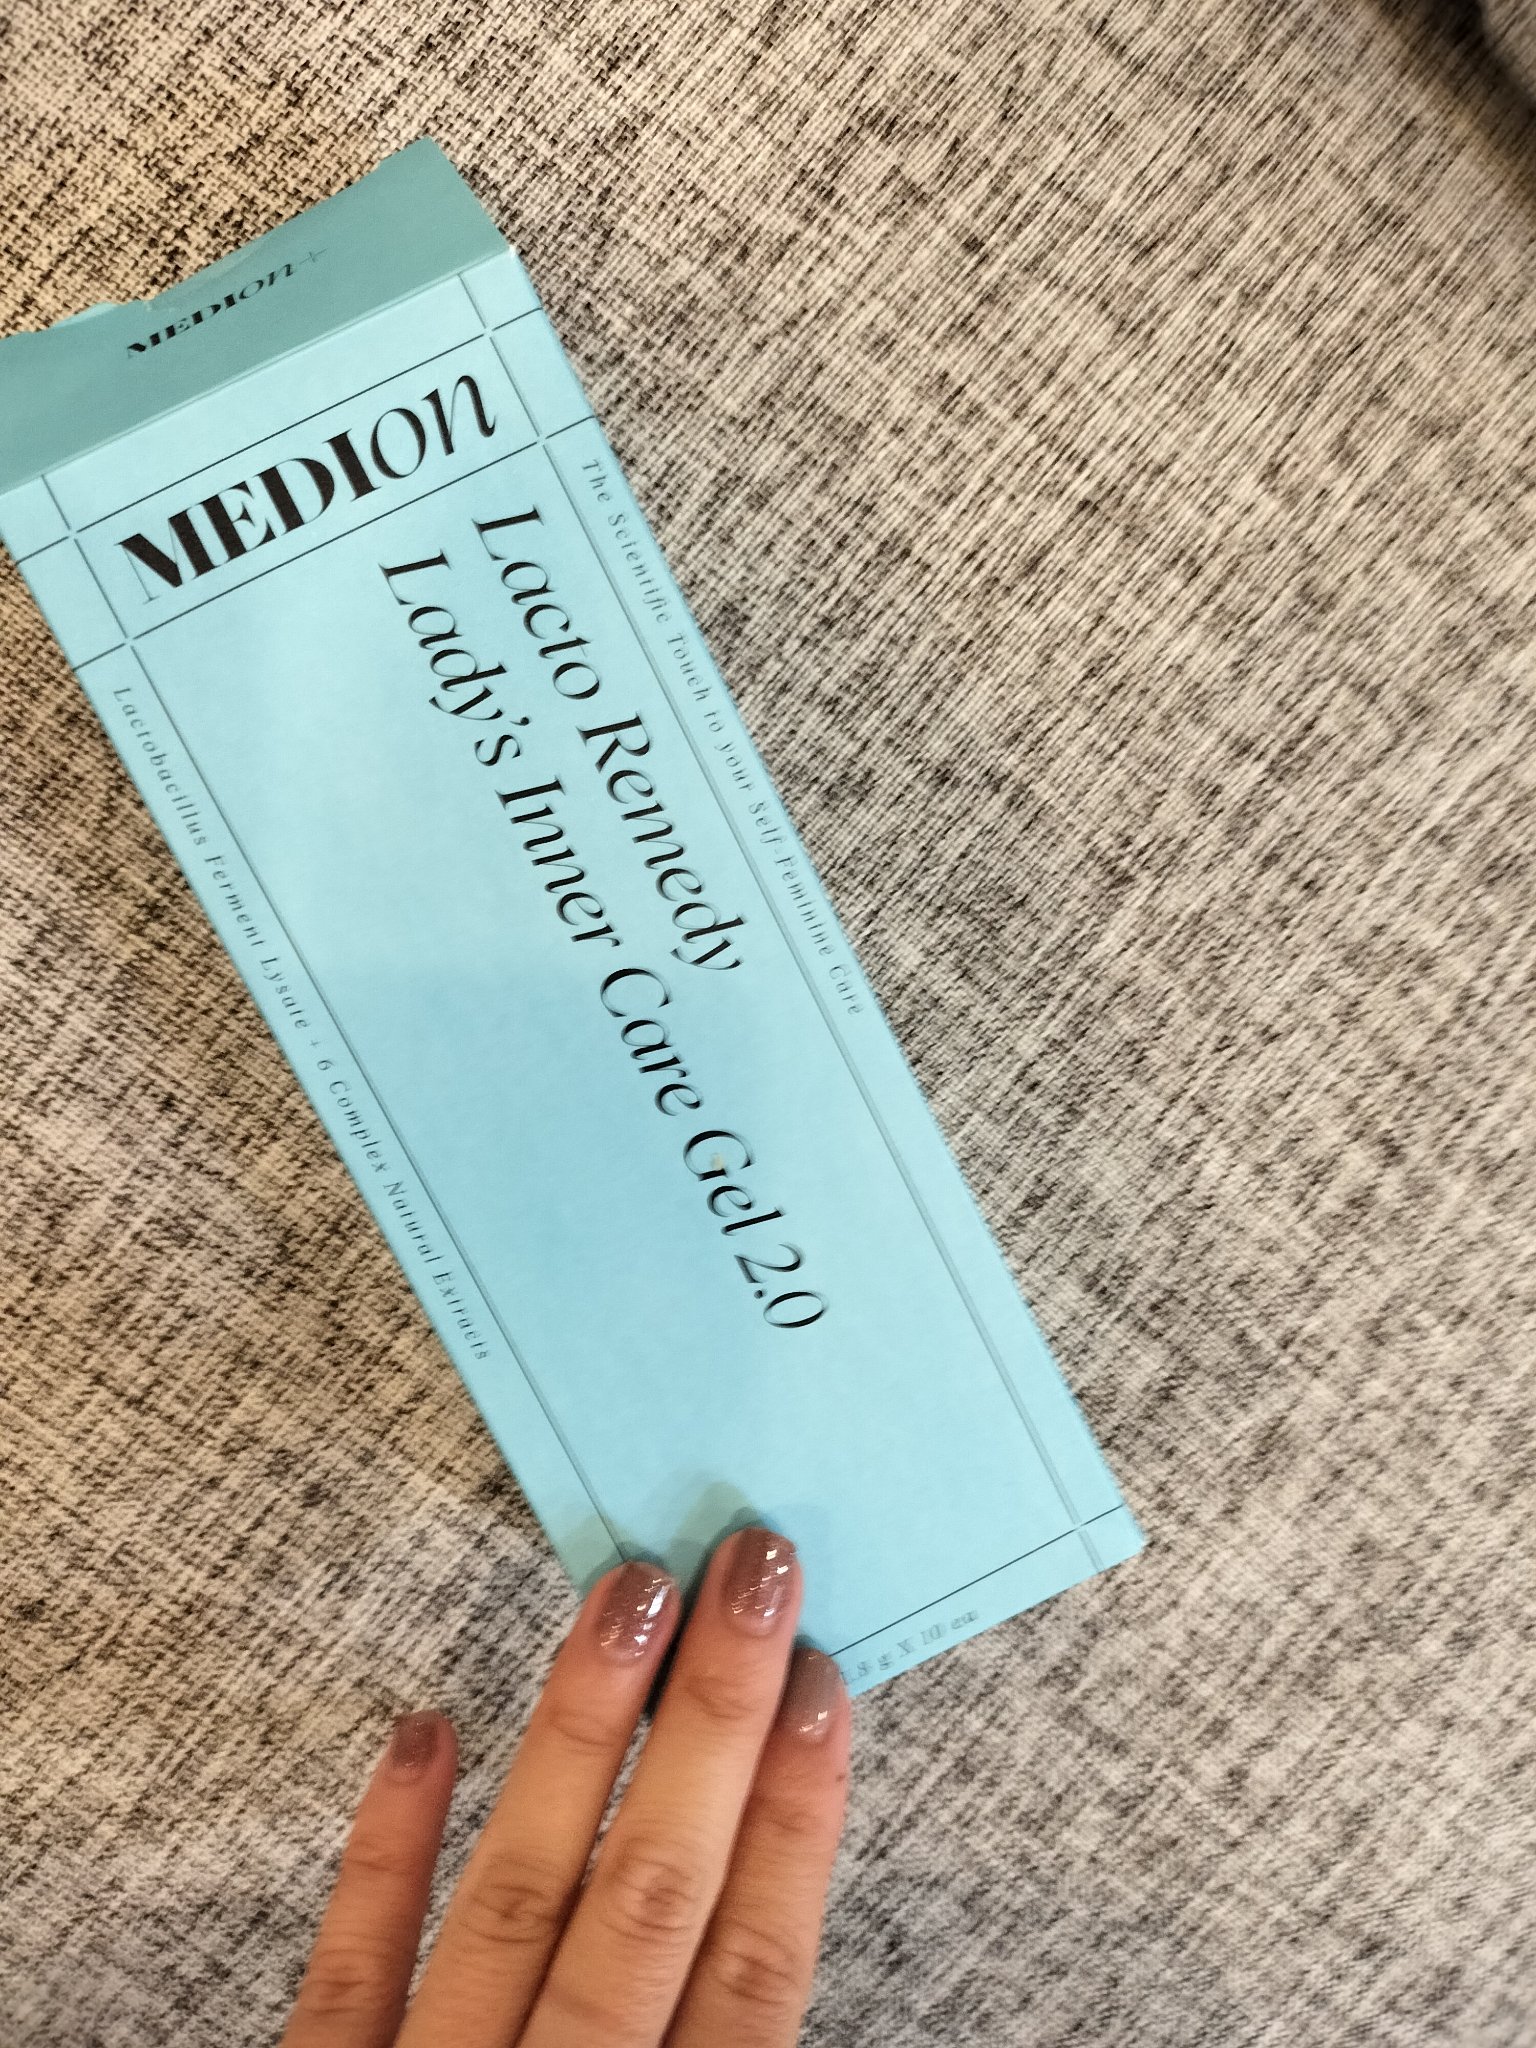 MEDION+
MEDION
Lacto Remedy
Lady's Inner Care Gel 2.0
The Scientific Touch to your Self-Feminine Care
Lactobacillus Ferment Lysate + 6 Complex Natural Extracts